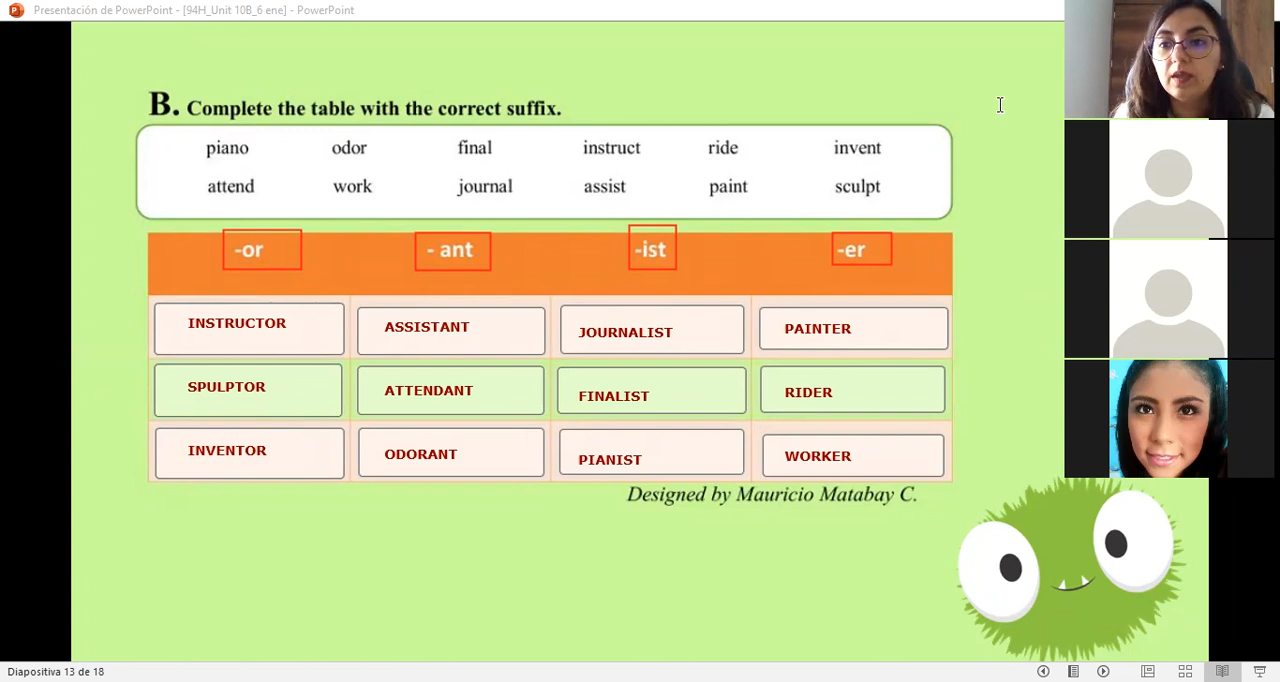 Presentación de PowerPoint - [94H_Unit 10B_6 ene] - PowerPoint
B. Complete the table with the correct suffix.
piano odor final instruct ride invent
attend work journal assist paint sculpt
-or - ant -ist -er
INSTRUCTOR ASSISTANT JOURNALIST PAINTER
SPULPTOR ATTENDANT FINALIST RIDER
INVENTOR ODORANT PIANIST WORKER
Designed by Mauricio Matabay C.
Diapositiva 13 de 18